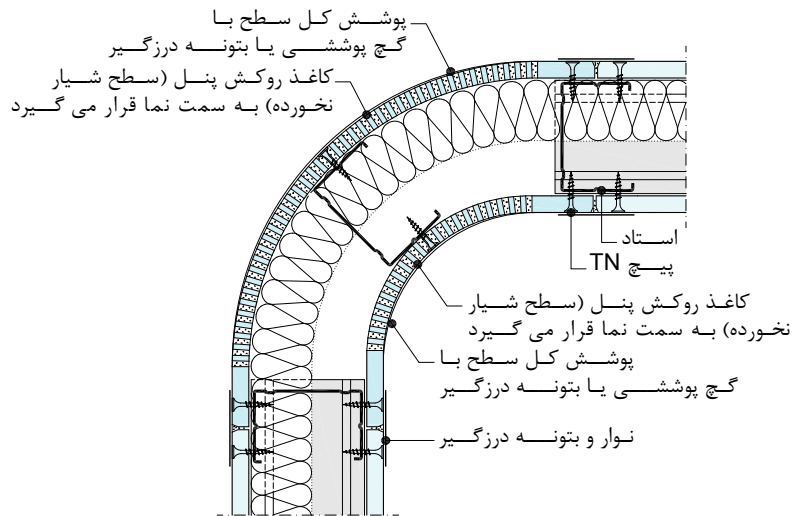 پوشش کل سطح با
گچ پوششی یا بتونه درزگیر
کاغذ روکش پنل (سطح شیار
نخورده) به سمت نما قرار می گیرد
استاد
پیچ TN
کاغذ روکش پنل (سطح شیار
نخورده) به سمت نما قرار می گیرد
پوشش کل سطح با
گچ پوششی یا بتونه درزگیر
نوار و بتونه درزگیر